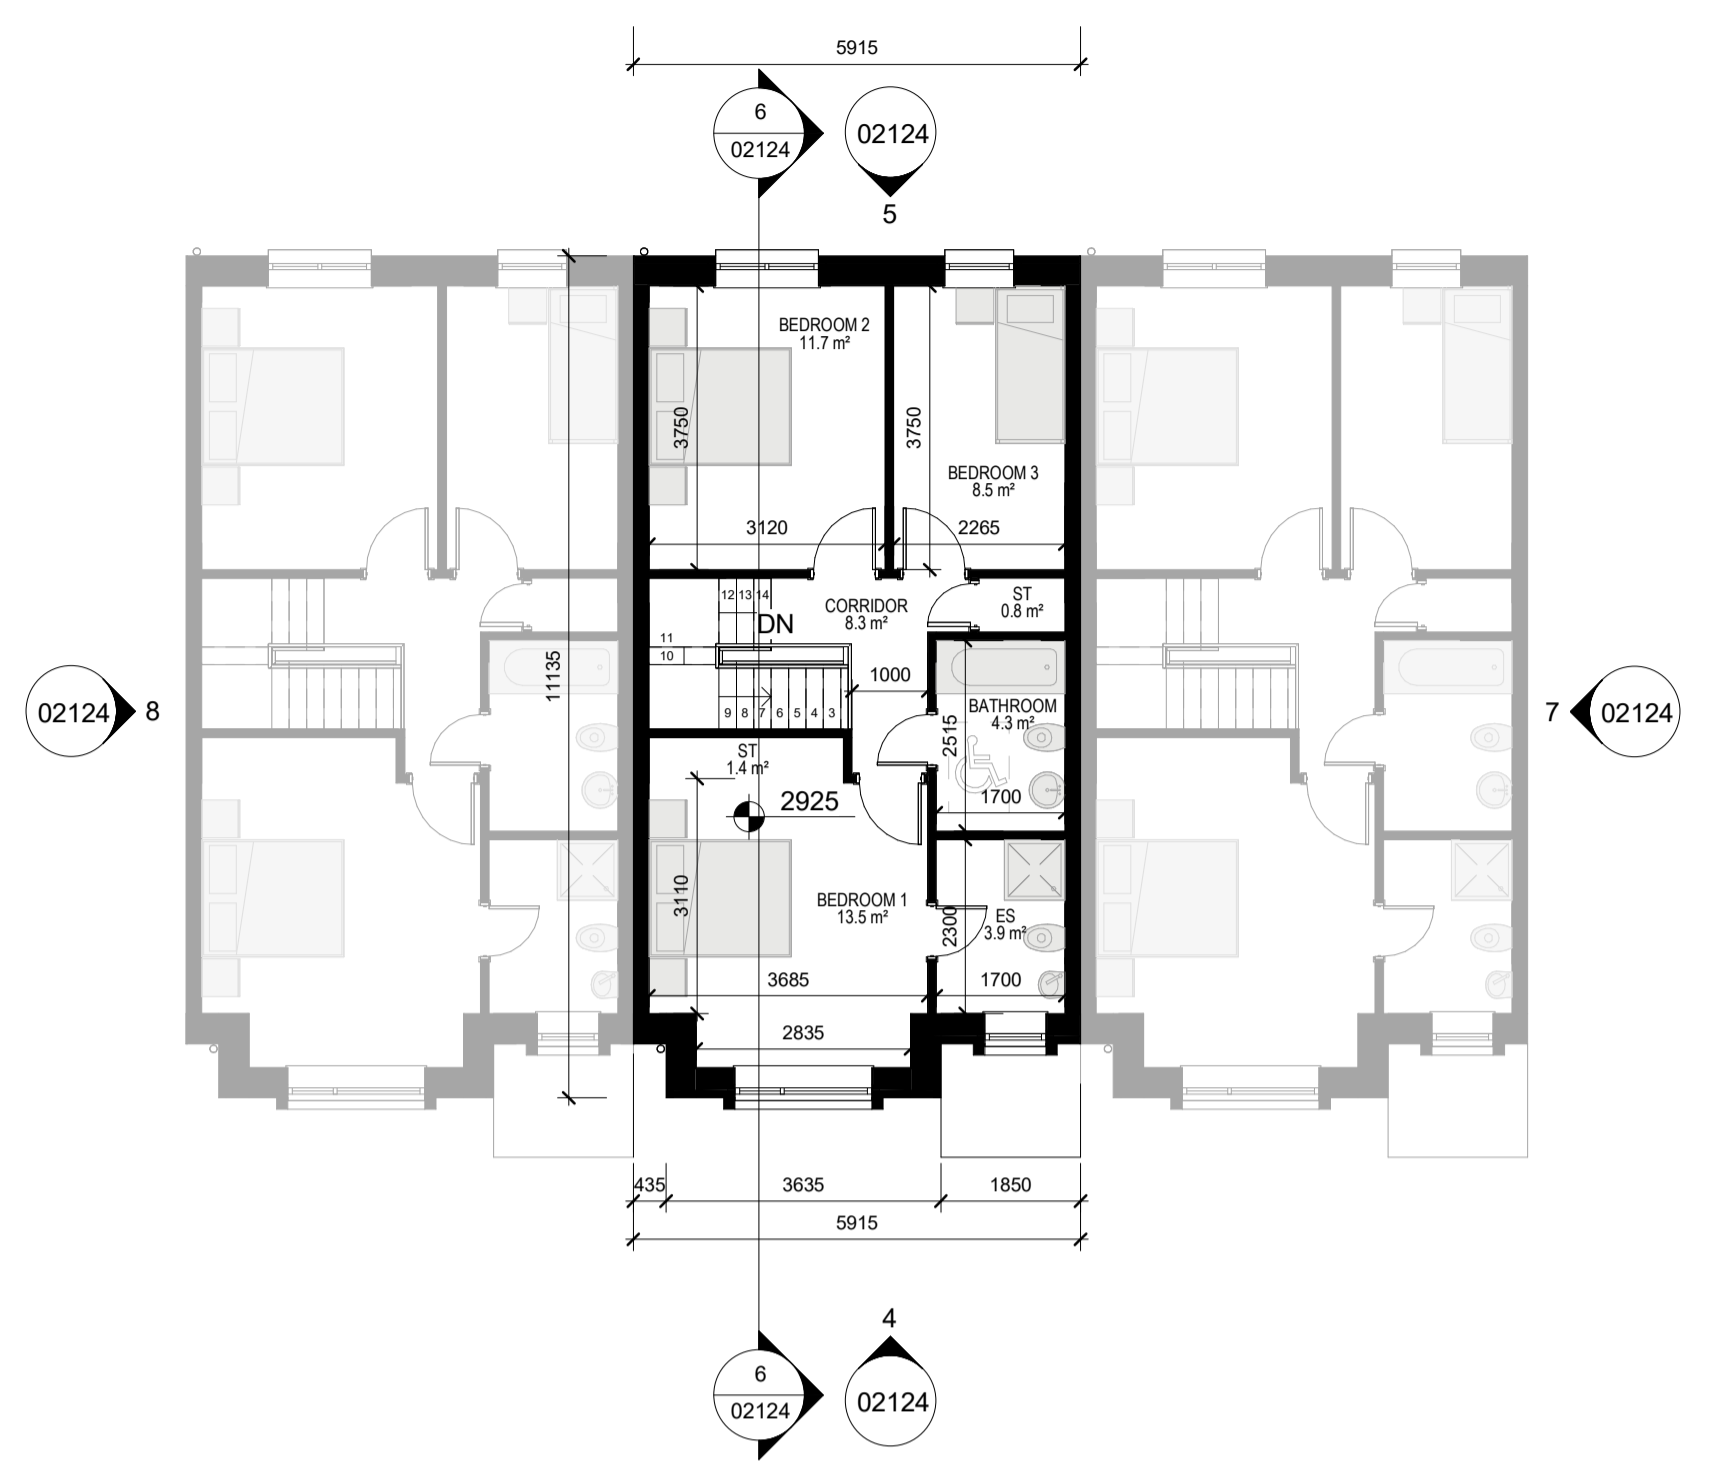 5915
6
02124
02124
5
BEDROOM 2
11.7 m²
3750
3750
BEDROOM 3
8.5 m²
3120
2265
12 13 14
DN
CORRIDOR
8.3 m²
ST
0.8 m²
11
10
11135
1000
9 8 7 6 5 4 3
BATHROOM
4.3 m²
2515
1700
02124
8
7
02124
ST
1.4 m²
2925
3110
BEDROOM 1
13.5 m²
ES
3.9 m²
2300
3685
1700
2835
435
3635
1850
5915
4
6
02124
02124